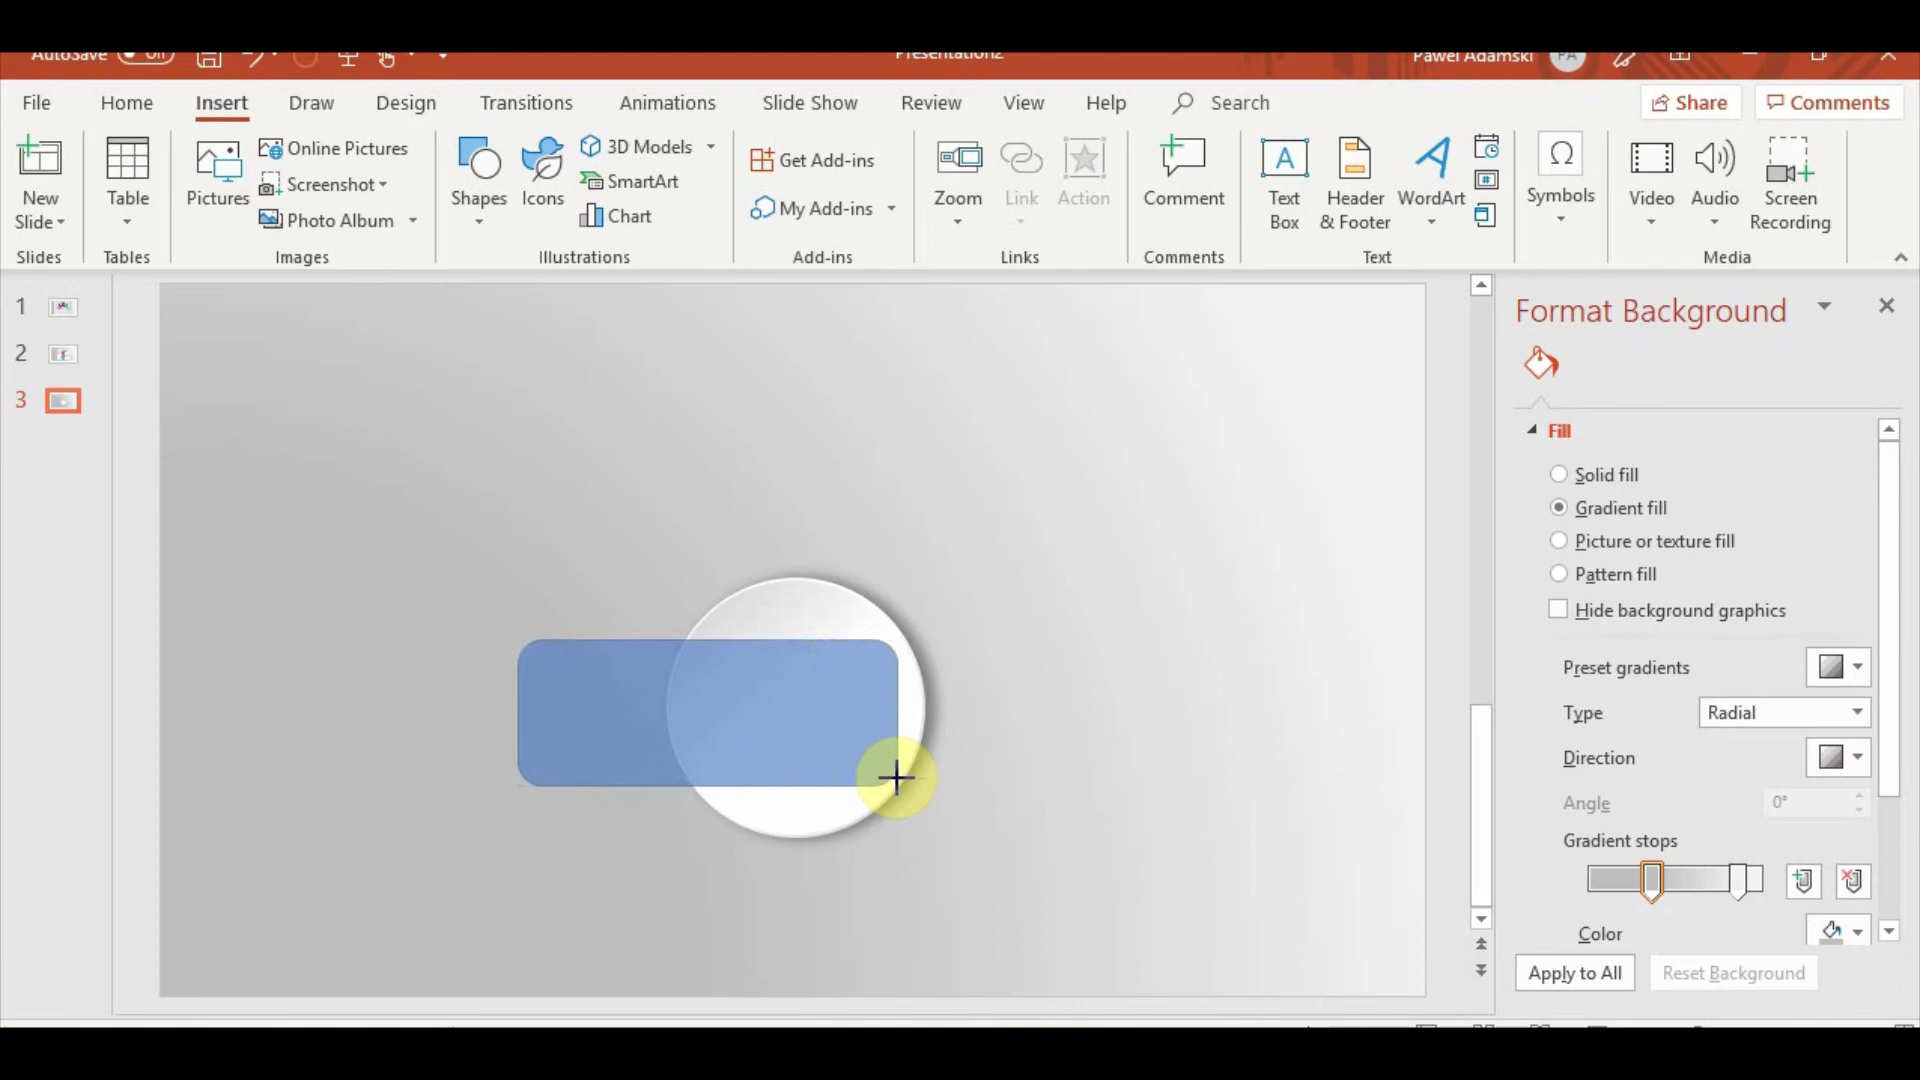 AutoSave Off Presentation2 Pawel Adamski PA
File Home Insert Draw Design Transitions Animations Slide Show Review View Help Search Share Comments
New Slide
Table
Pictures
Online Pictures
Screenshot
Photo Album
Shapes
Icons
3D Models
SmartArt
Chart
Get Add-ins
My Add-ins
Zoom
Link
Action
Comment
Text Box
Header & Footer
WordArt
Symbols
Video
Audio
Screen Recording
Slides Tables Images Illustrations Add-ins Links Comments Text Media
1
2
3
Format Background
Fill
Solid fill
Gradient fill
Picture or texture fill
Pattern fill
Hide background graphics
Preset gradients
Type Radial
Direction
Angle 0°
Gradient stops
Color
Apply to All Reset Background